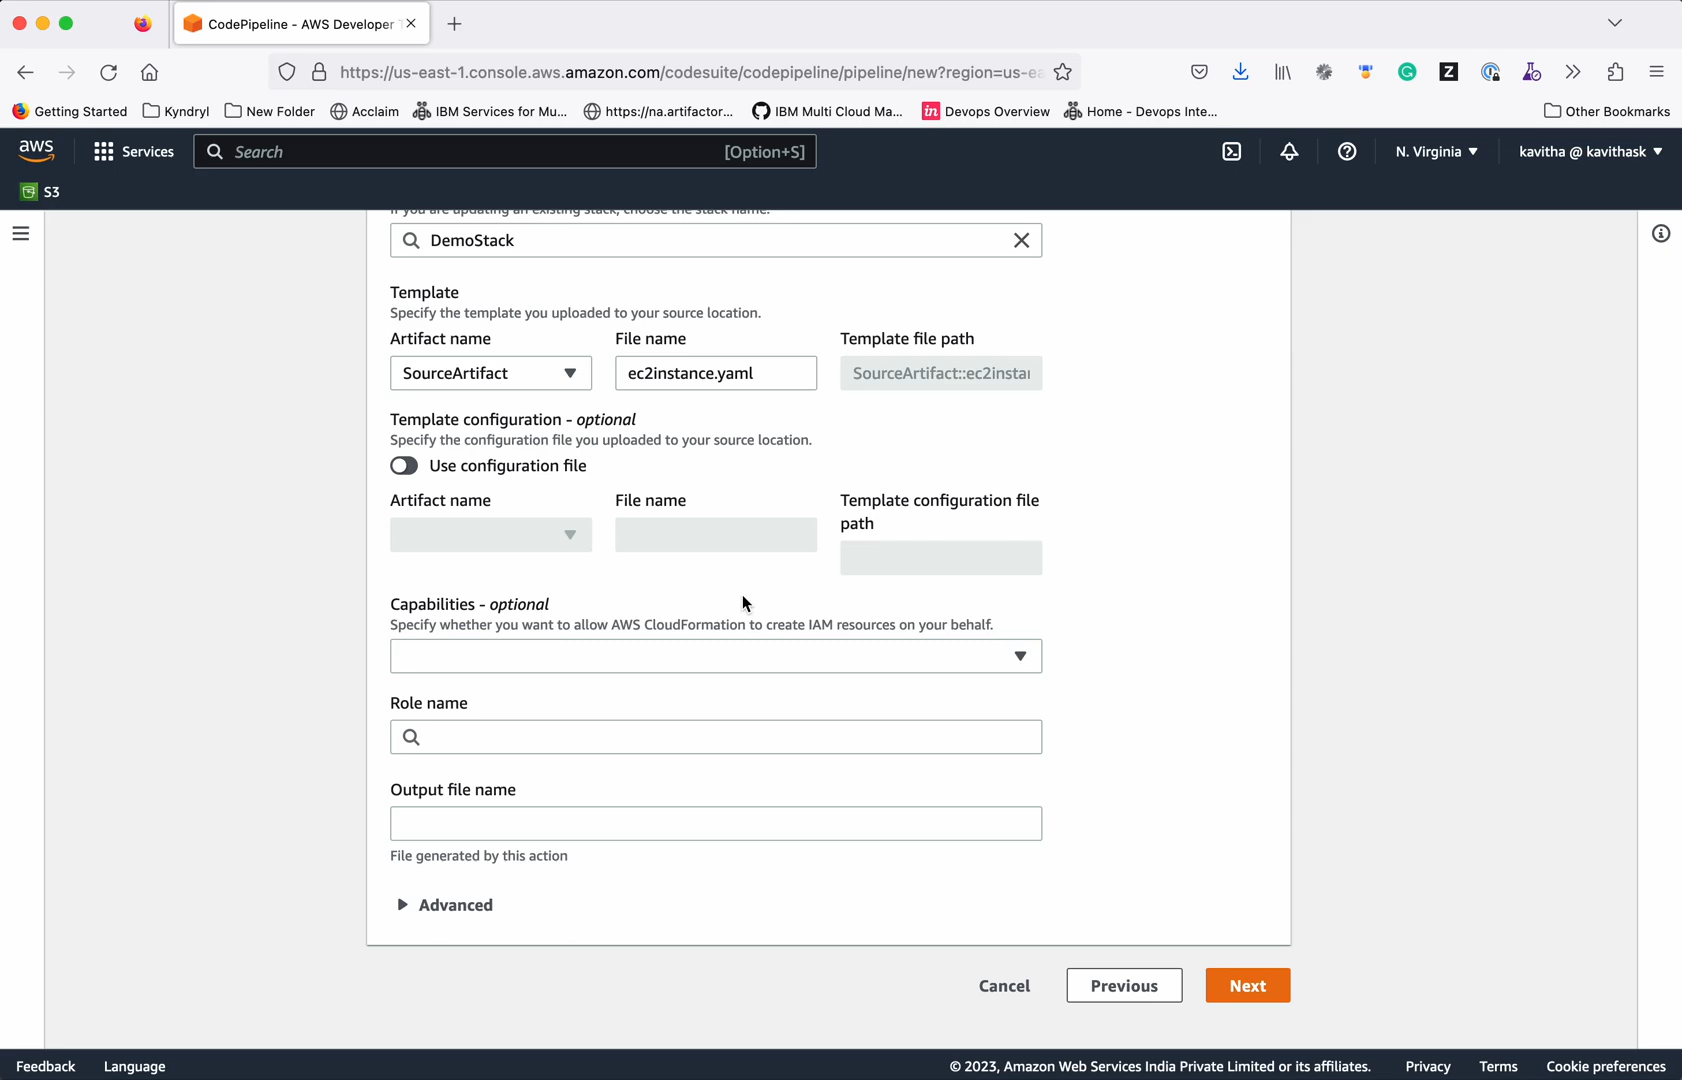 CodePipeline - AWS Developer T
https://us-east-1.console.aws.amazon.com/codesuite/codepipeline/pipeline/new?region=us-ea
Getting Started
Kyndryl
New Folder
Acclaim
IBM Services for Mu...
https://na.artifactor...
IBM Multi Cloud Ma...
in Devops Overview
Home - Devops Inte...
Other Bookmarks
aws
Services
Search
[Option+S]
N. Virginia
kavitha @ kavithask
S3
If you are updating an existing stack, choose the stack name.
DemoStack
Template
Specify the template you uploaded to your source location.
Artifact name
File name
Template file path
SourceArtifact
ec2instance.yaml
SourceArtifact::ec2instar
Template configuration - optional
Specify the configuration file you uploaded to your source location.
Use configuration file
Artifact name
File name
Template configuration file
path
Capabilities - optional
Specify whether you want to allow AWS CloudFormation to create IAM resources on your behalf.
Role name
Output file name
File generated by this action
Advanced
Cancel
Previous
Next
Feedback
Language
© 2023, Amazon Web Services India Private Limited or its affiliates.
Privacy
Terms
Cookie preferences